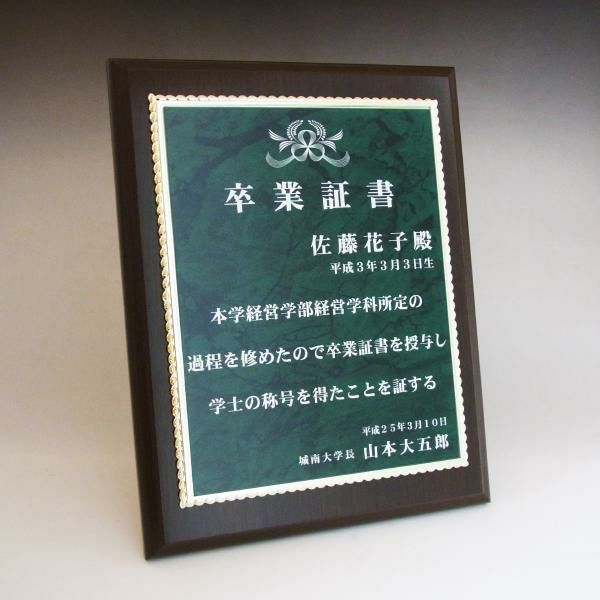 卒業証書
佐藤花子殿
平成３年３月３日生
本学経営学部経営学科所定の
過程を修めたので卒業証書を授与し
学士の称号を得たことを証する
平成２５年３月１０日
城南大学長 山本大五郎